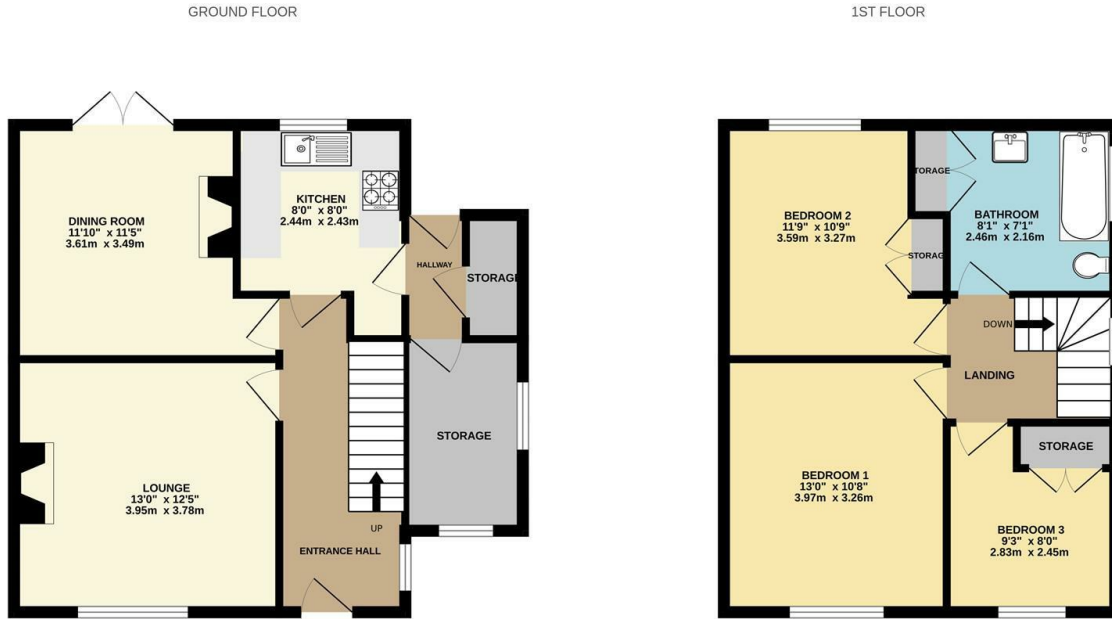 GROUND FLOOR
DINING ROOM
11'10" x 11'5"
3.61m x 3.49m
KITCHEN
8'0" x 8'0"
2.44m x 2.43m
HALLWAY
STORAGE
STORAGE
LOUNGE
13'0" x 12'5"
3.95m x 3.78m
UP
ENTRANCE HALL
1ST FLOOR
BEDROOM 2
11'9" x 10'9"
3.59m x 3.27m
TORAGE
STORAG
BATHROOM
8'1" x 7'1"
2.46m x 2.16m
DOWN
LANDING
BEDROOM 1
13'0" x 10'8"
3.97m x 3.26m
STORAGE
BEDROOM 3
9'3" x 8'0"
2.83m x 2.45m